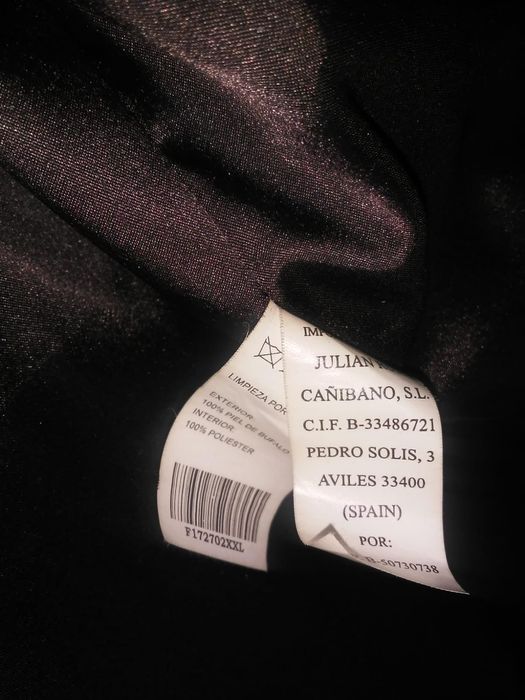 LIMPIEZA POR
EXTERIOR:
100% PIEL DE BUFALO
INTERIOR:
100% POLIESTER
F172702XXL
JULIAN
CAÑIBANO, S.L.
C.I.F. B-33486721
PEDRO SOLIS, 3
AVILES 33400
(SPAIN)
POR:
B-50730738